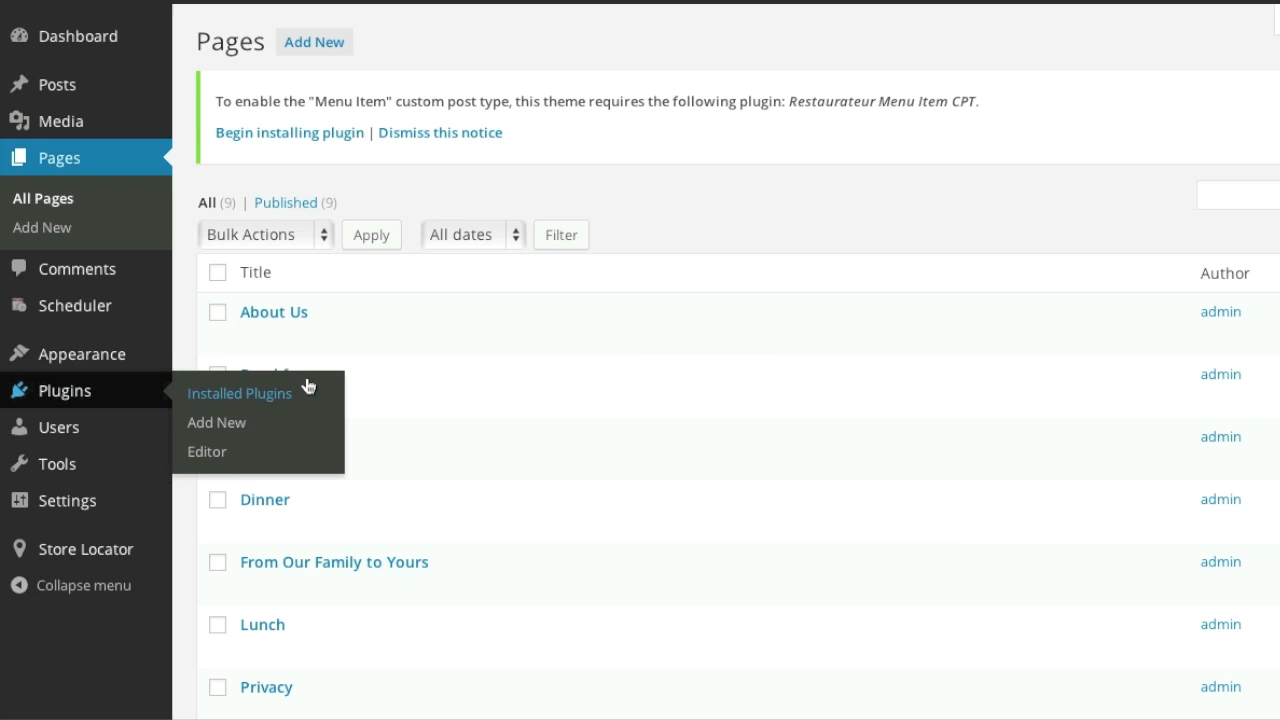 Dashboard
Posts
Media
Pages
All Pages
Add New
Comments
Scheduler
Appearance
Plugins
Users
Tools
Settings
Store Locator
Collapse menu
Installed Plugins
Add New
Editor
Pages Add New
To enable the "Menu Item" custom post type, this theme requires the following plugin: Restaurateur Menu Item CPT.
Begin installing plugin | Dismiss this notice
All (9) | Published (9)
Bulk Actions Apply All dates Filter
Title Author
About Us admin
admin
admin
Dinner admin
From Our Family to Yours admin
Lunch admin
Privacy admin